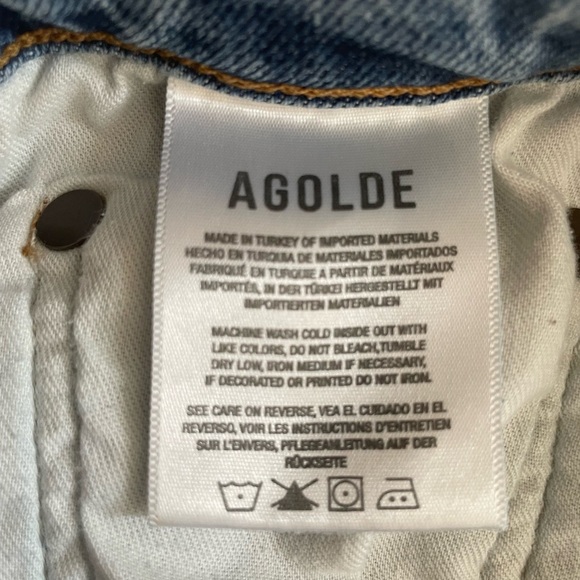 AGOLDE
MADE IN TURKEY OF IMPORTED MATERIALS
HECHO EN TURQUIA DE MATERIALES IMPORTADOS
FABRIQUÉ EN TURQUIE A PARTIR DE MATÉRIAUX
IMPORTÉS, IN DER TÜRKEI HERGESTELLT MIT
IMPORTIERTEN MATERIALIEN
MACHINE WASH COLD INSIDE OUT WITH
LIKE COLORS, DO NOT BLEACH,TUMBLE
DRY LOW, IRON MEDIUM IF NECESSARY,
IF DECORATED OR PRINTED DO NOT IRON.
SEE CARE ON REVERSE, VEA EL CUIDADO EN EL
REVERSO, VOIR LES INSTRUCTIONS D'ENTRETIEN
SUR L'ENVERS, PFLEGEANLEITUNG AUF DER
RÜCKSEITE